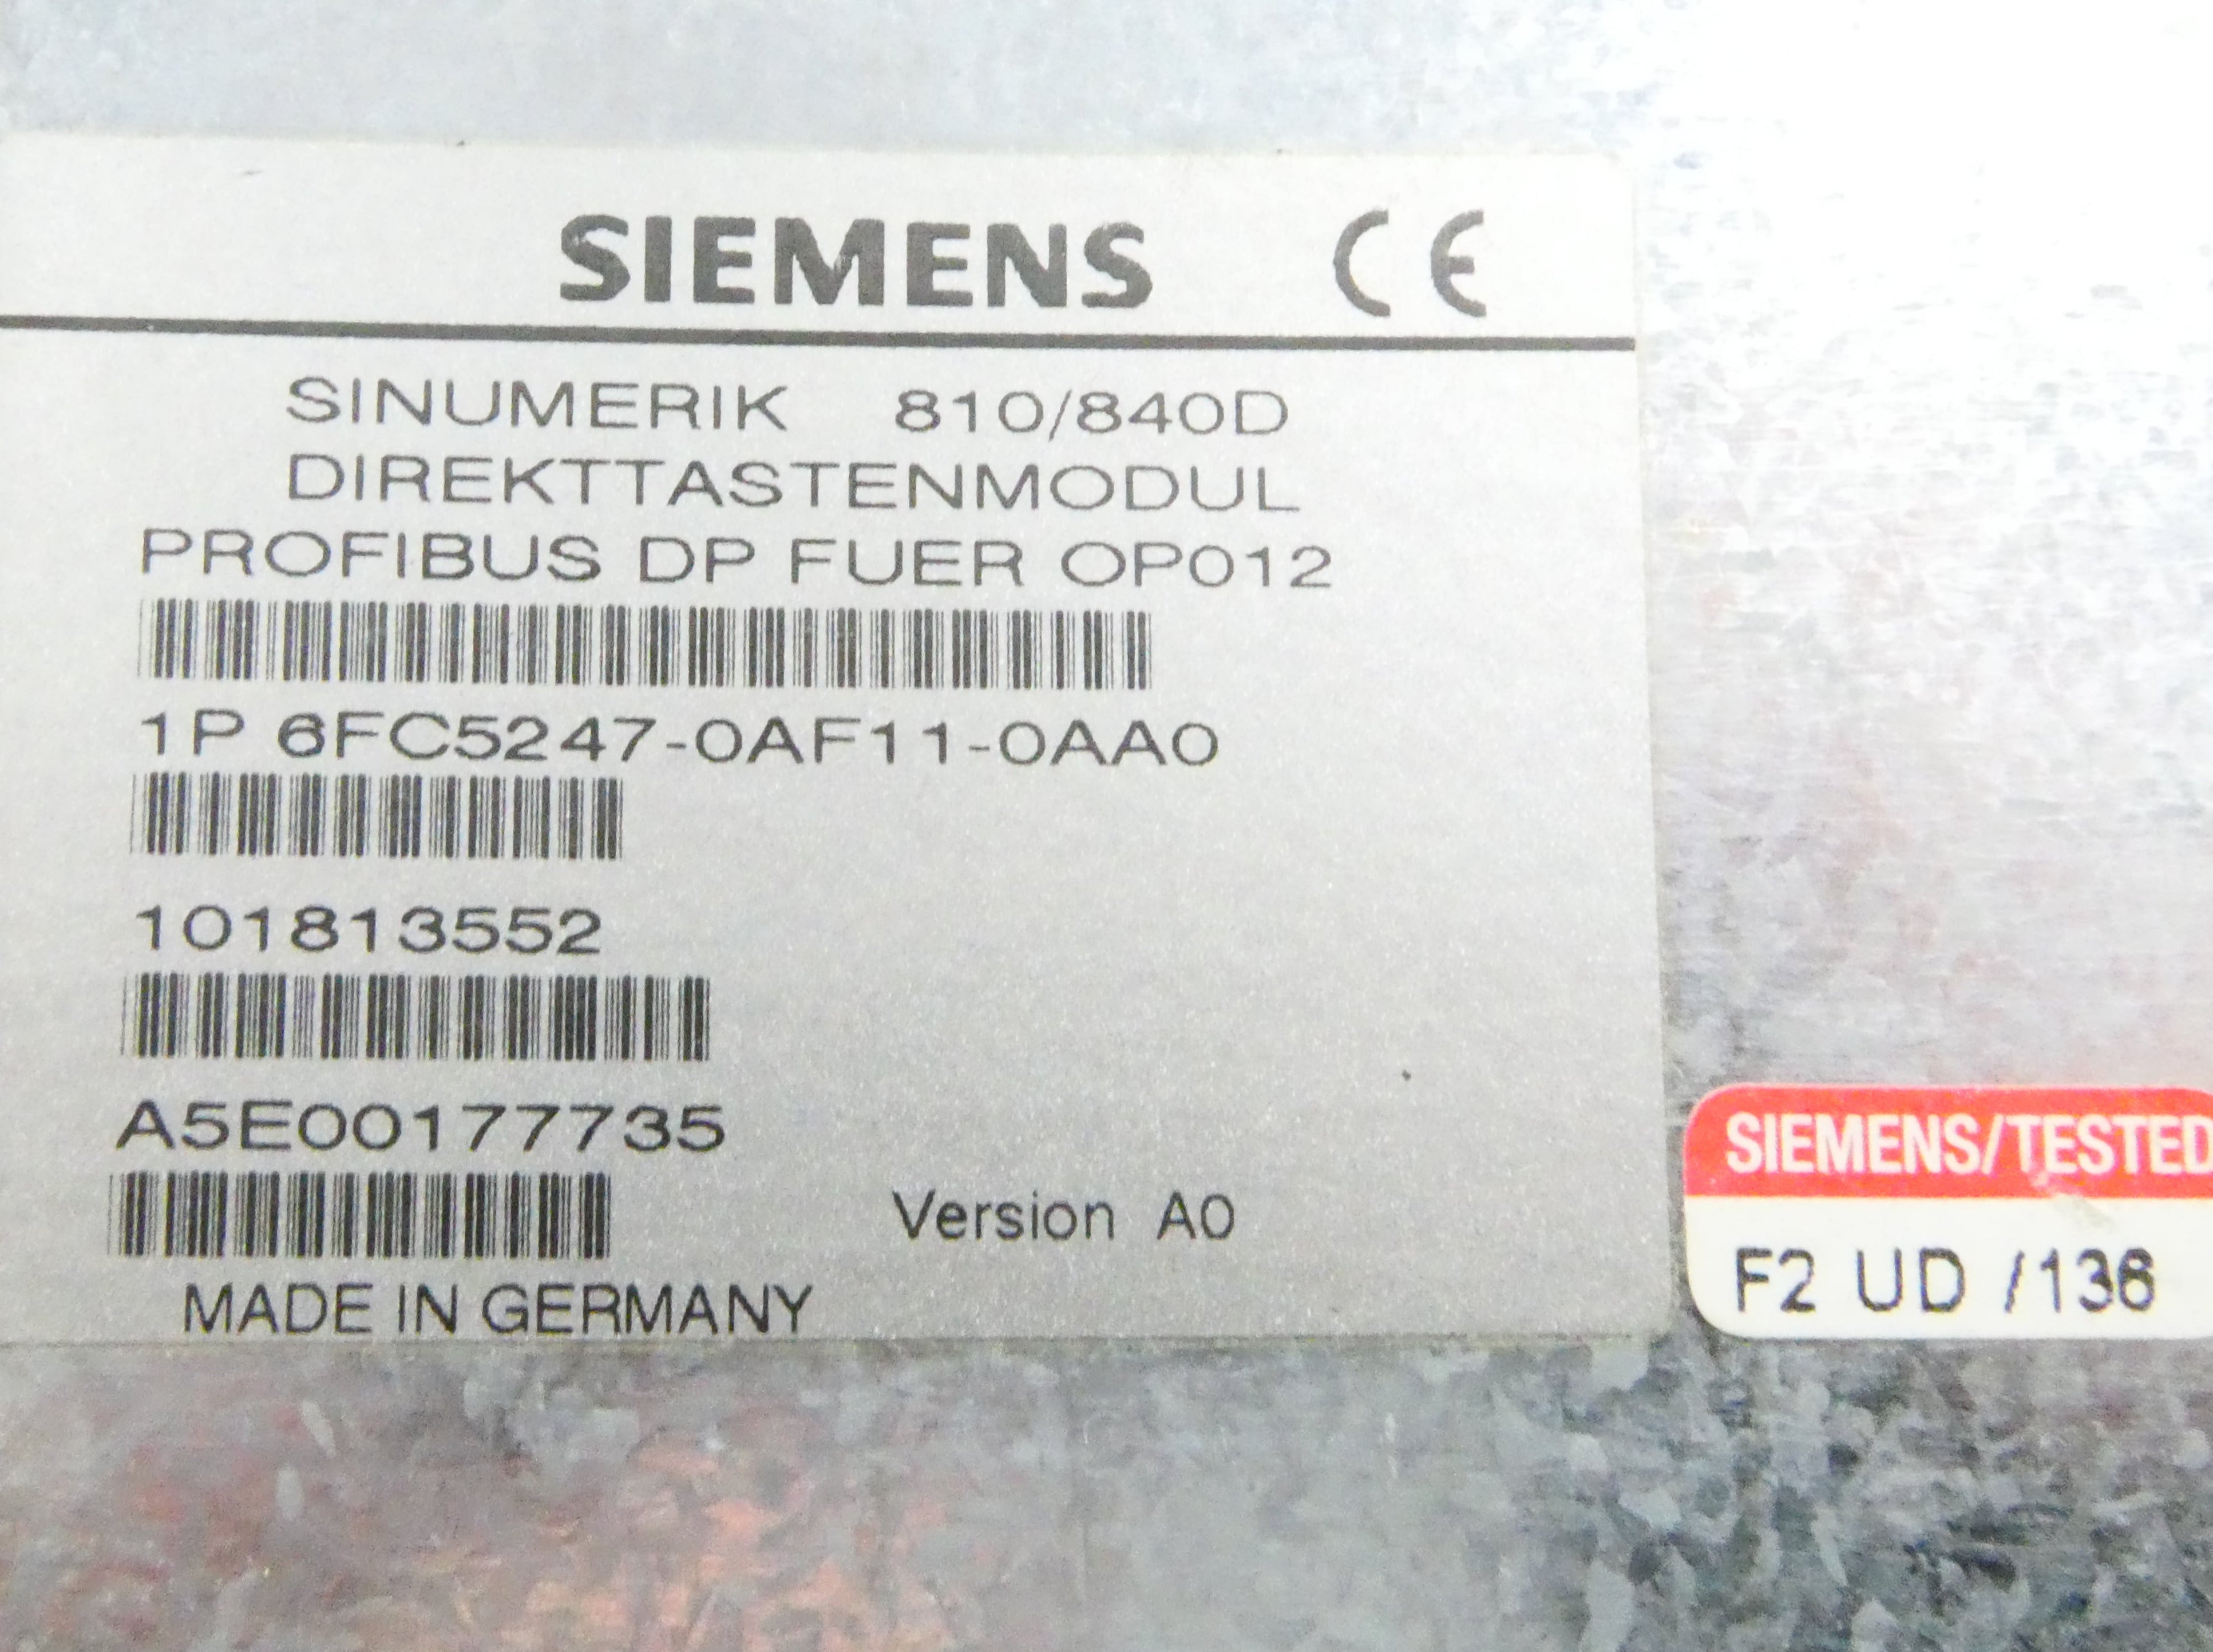 SIEMENS CE
SINUMERIK 810/840D
DIREKTTASTENMODUL
PROFIBUS DP FUER OP012
1P 6FC5247-0AF11-0AA0
101813552
A5E00177735
Version A0
MADE IN GERMANY
SIEMENS/TESTED
F2 UD /136